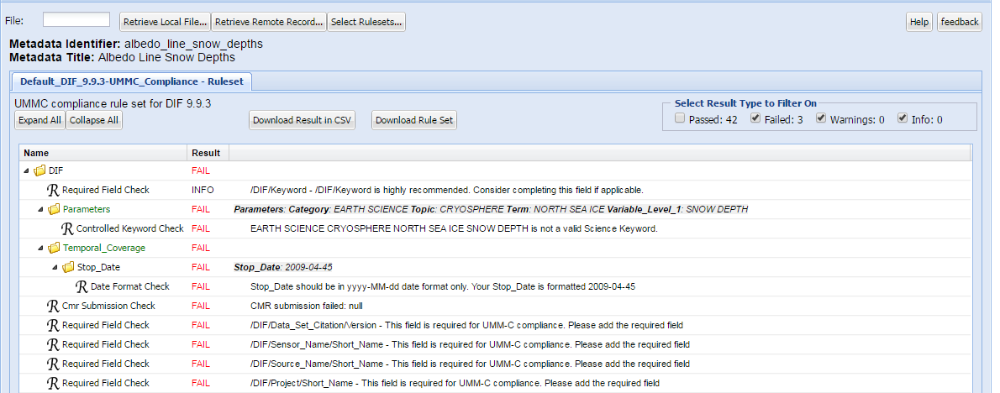 File: Retrieve Local File... Retrieve Remote Record... Select Rulesets... Help feedback
Metadata Identifier: albedo_line_snow_depths
Metadata Title: Albedo Line Snow Depths
Default_DIF_9.9.3-UMMC_Compliance - Ruleset
UMMC compliance rule set for DIF 9.9.3
Select Result Type to Filter On
Expand All Collapse All Download Result in CSV Download Rule Set Passed: 42 Failed: 3 Warnings: 0 Info: 0
Name Result
DIF FAIL
R Required Field Check INFO /DIF/Keyword - /DIF/Keyword is highly recommended. Consider completing this field if applicable.
Parameters FAIL Parameters: Category: EARTH SCIENCE Topic: CRYOSPHERE Term: NORTH SEA ICE Variable_Level_1: SNOW DEPTH
R Controlled Keyword Check FAIL EARTH SCIENCE CRYOSPHERE NORTH SEA ICE SNOW DEPTH is not a valid Science Keyword.
Temporal_Coverage FAIL
Stop_Date FAIL Stop_Date: 2009-04-45
R Date Format Check FAIL Stop_Date should be in yyyy-MM-dd date format only. Your Stop_Date is formatted 2009-04-45
R Cmr Submission Check FAIL CMR submission failed: null
R Required Field Check FAIL /DIF/Data_Set_Citation/Version - This field is required for UMM-C compliance. Please add the required field
R Required Field Check FAIL /DIF/Sensor_Name/Short_Name - This field is required for UMM-C compliance. Please add the required field
R Required Field Check FAIL /DIF/Source_Name/Short_Name - This field is required for UMM-C compliance. Please add the required field
R Required Field Check FAIL /DIF/Project/Short_Name - This field is required for UMM-C compliance. Please add the required field